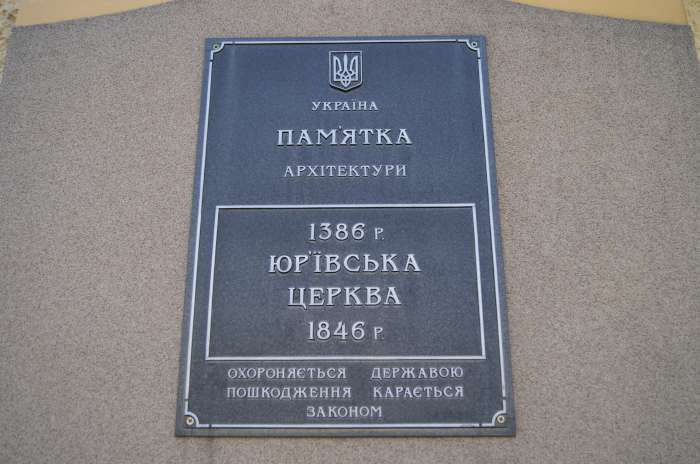 УКРАЇНА
ПАМ'ЯТКА
АРХІТЕКТУРИ
1386 Р.
ЮР'ЇВСЬКА
ЦЕРКВА
1846 Р.
ОХОРОНЯЄТЬСЯ ДЕРЖАВОЮ
ПОШКОДЖЕННЯ КАРАЄТЬСЯ
ЗАКОНОМ